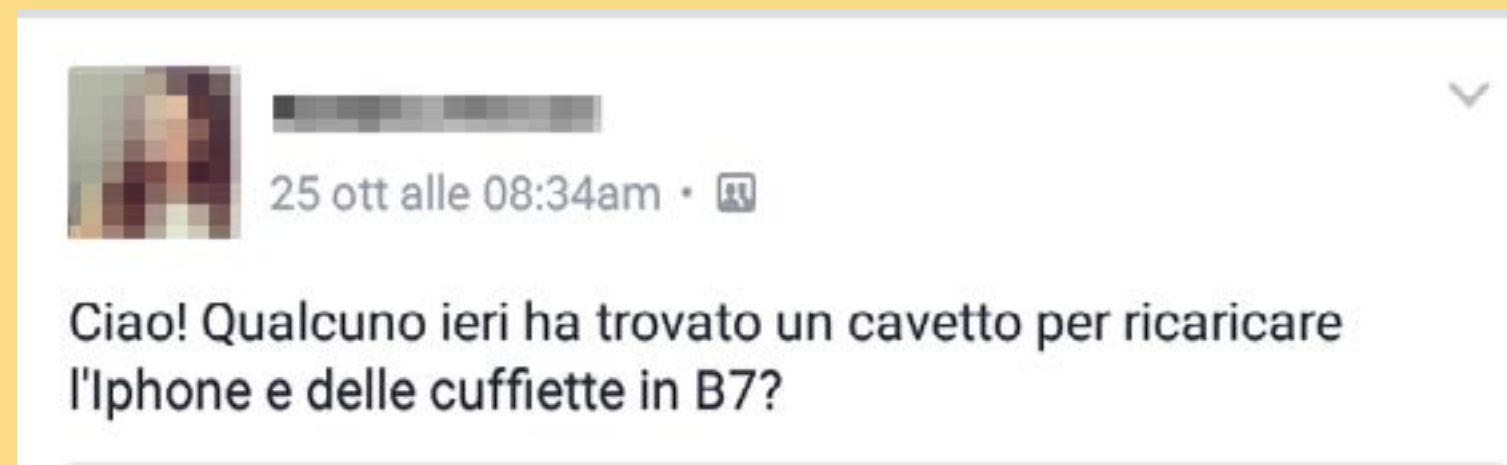 25 ott alle 08:34am •
Ciao! Qualcuno ieri ha trovato un cavetto per ricaricare
l'Iphone e delle cuffiette in B7?